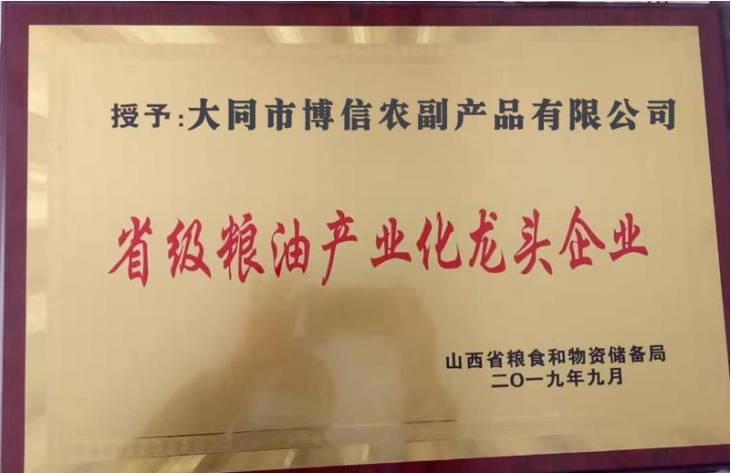 授予:大同市博信农副产品有限公司
省级粮油产业化龙头企业
山西省粮食和物资储备局
二O一九年九月